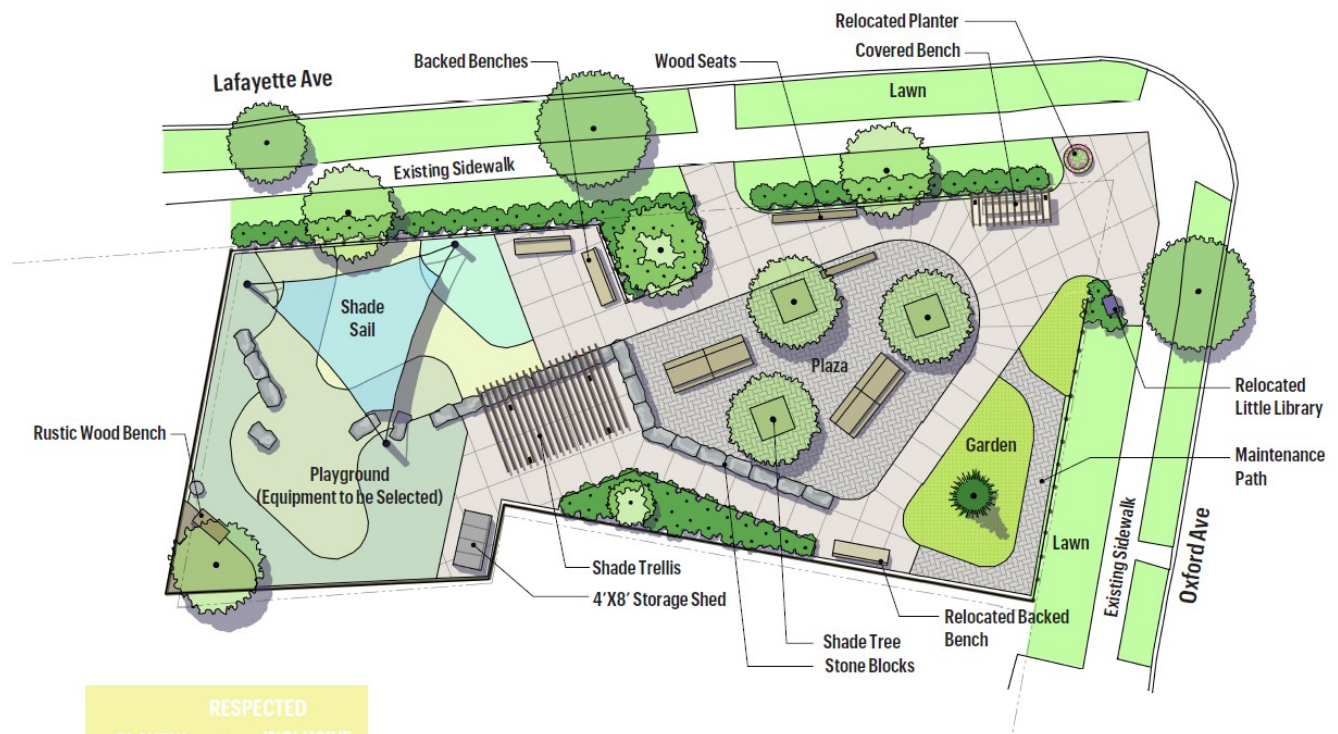 Relocated Planter
Covered Bench
Wood Seats
Backed Benches
Lafayette Ave
Lawn
Existing Sidewalk
Shade
Sail
Plaza
Relocated
Little Library
Rustic Wood Bench
Playground
(Equipment to be Selected)
Garden
Maintenance
Path
Lawn
Existing Sidewalk
Oxford Ave
Shade Trellis
4'X8' Storage Shed
Relocated Backed
Bench
Shade Tree
Stone Blocks
RESPECTED